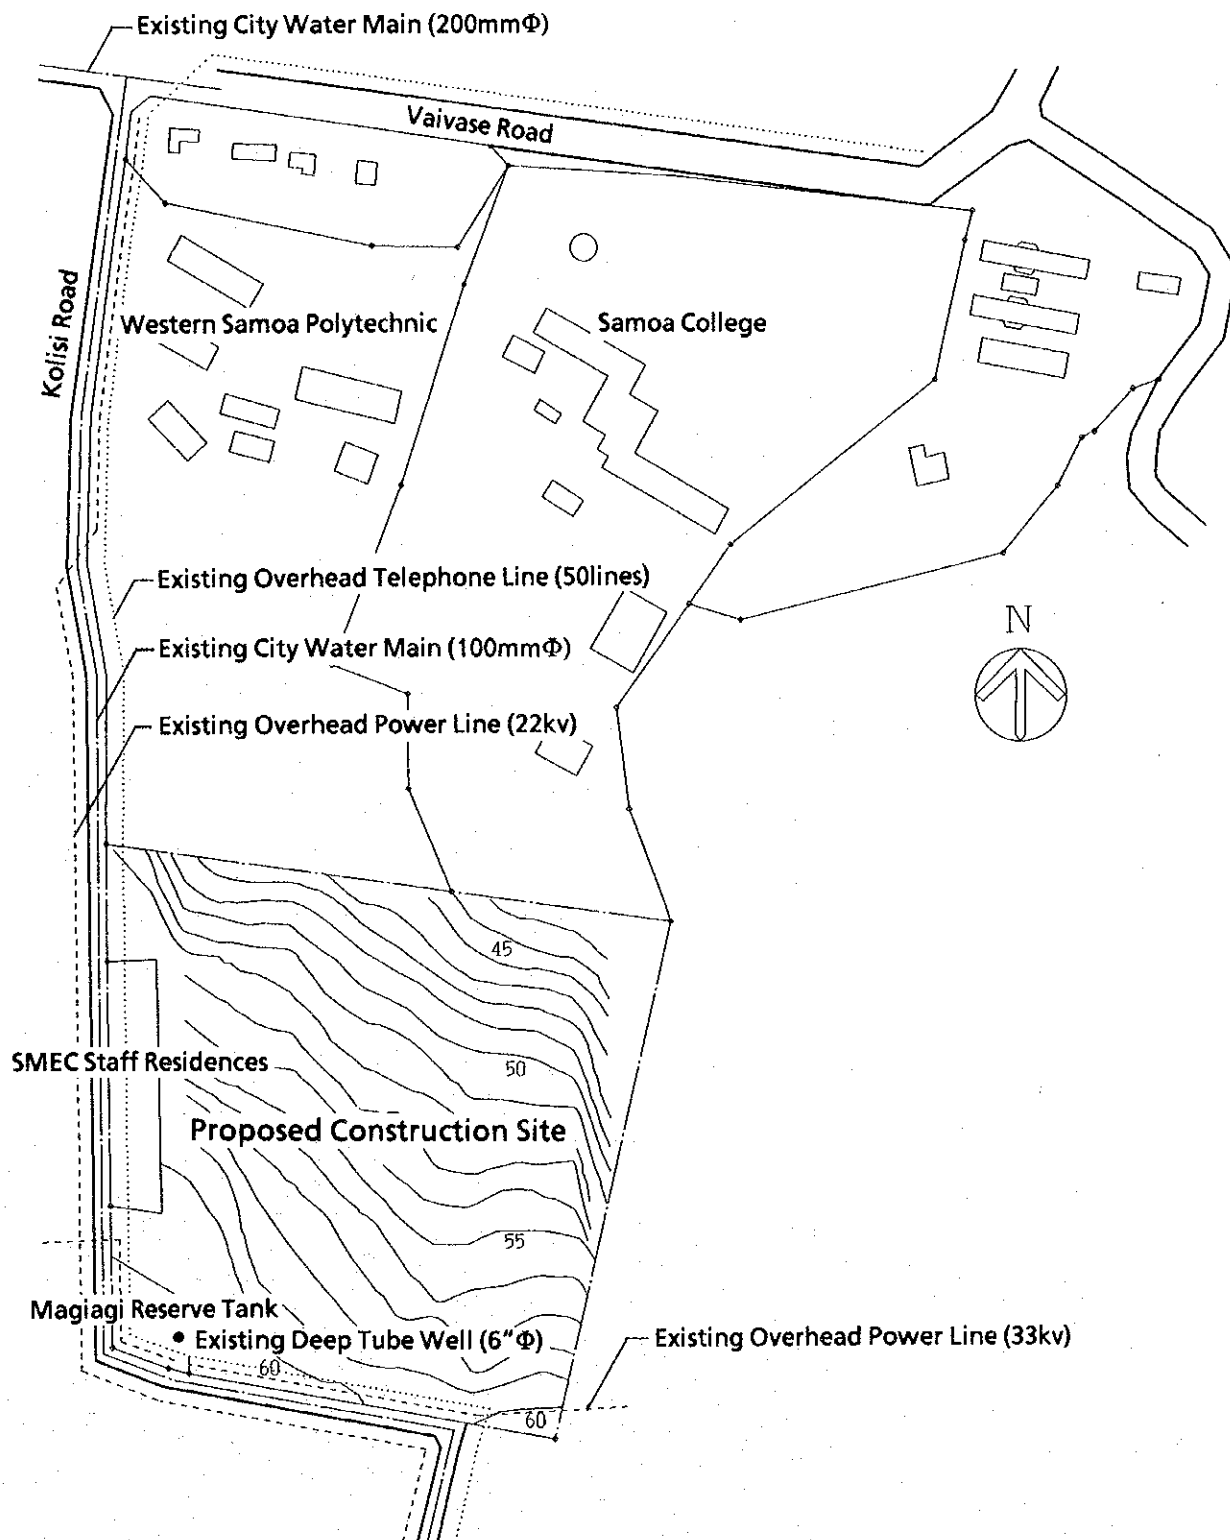 Existing City Water Main (200mmΦ)
Vaivase Road
Kolisi Road
Western Samoa Polytechnic
Samoa College
Existing Overhead Telephone Line (50lines)
N
Existing City Water Main (100mmΦ)
Existing Overhead Power Line (22kv)
45
SMEC Staff Residences
50
Proposed Construction Site
55
Magiagi Reserve Tank
Existing Deep Tube Well (6"Φ)
Existing Overhead Power Line (33kv)
60
60